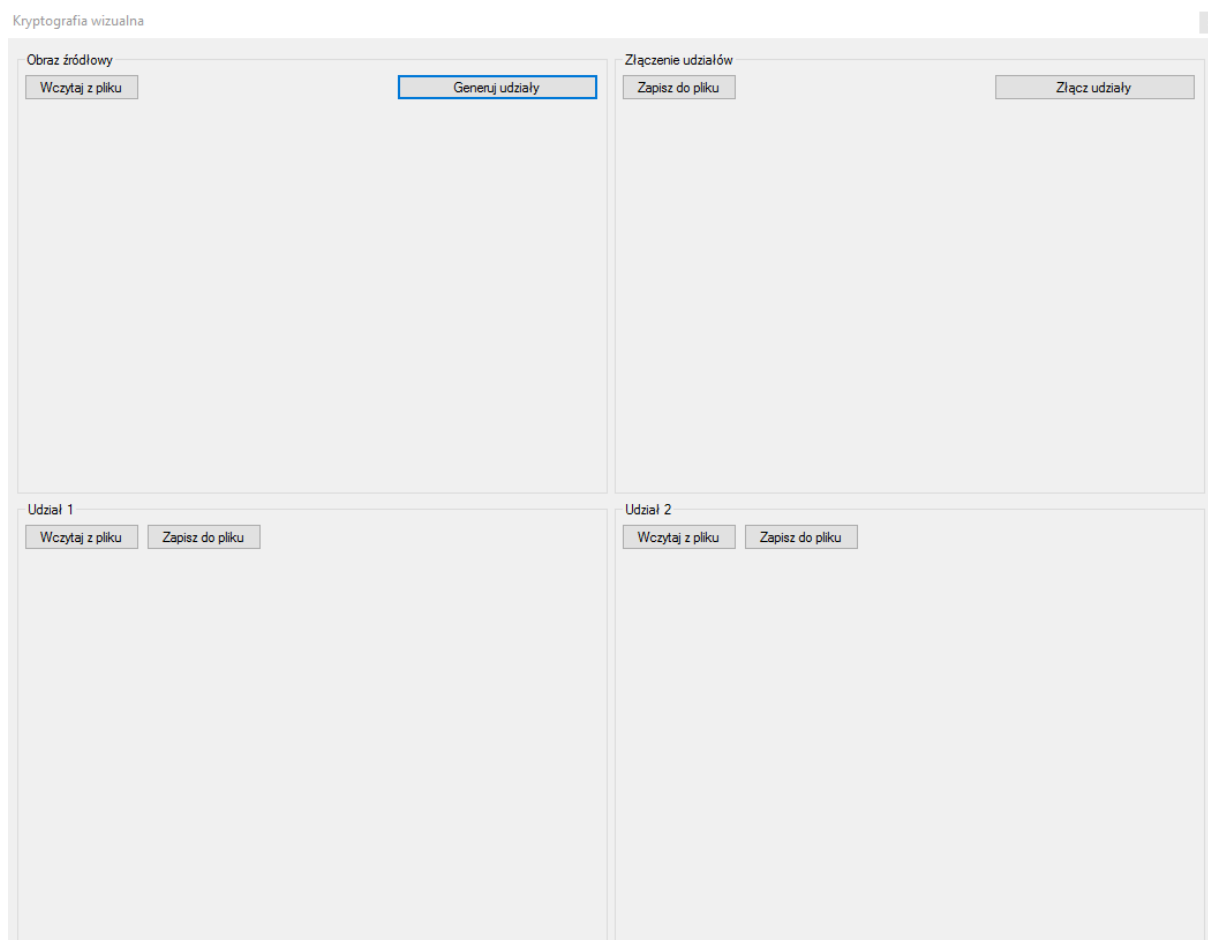 Kryptografia wizualna
Obraz źródłowy
Wczytaj z pliku Generuj udziały
Złączenie udziałów
Zapisz do pliku Złącz udziały
Udział 1
Wczytaj z pliku Zapisz do pliku
Udział 2
Wczytaj z pliku Zapisz do pliku